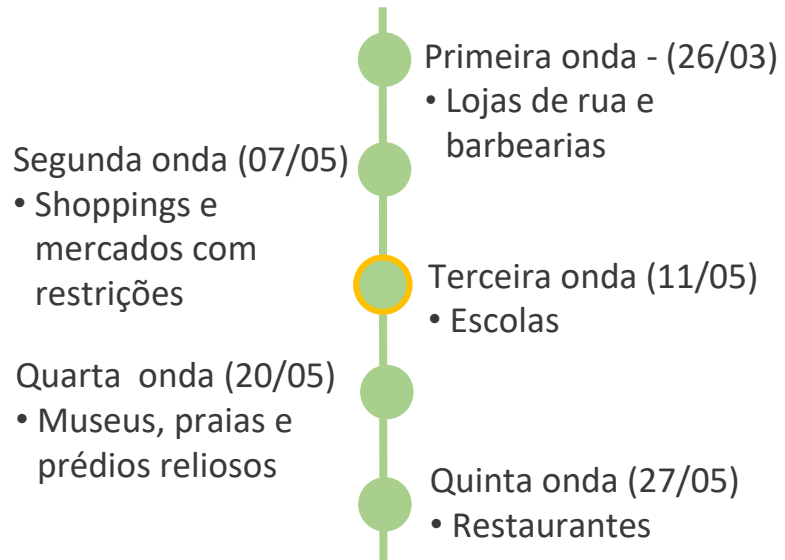 Primeira onda - (26/03)
• Lojas de rua e
barbearias
Segunda onda (07/05)
• Shoppings e
mercados com
restrições
Terceira onda (11/05)
• Escolas
Quarta onda (20/05)
• Museus, praias e
prédios reliosos
Quinta onda (27/05)
• Restaurantes